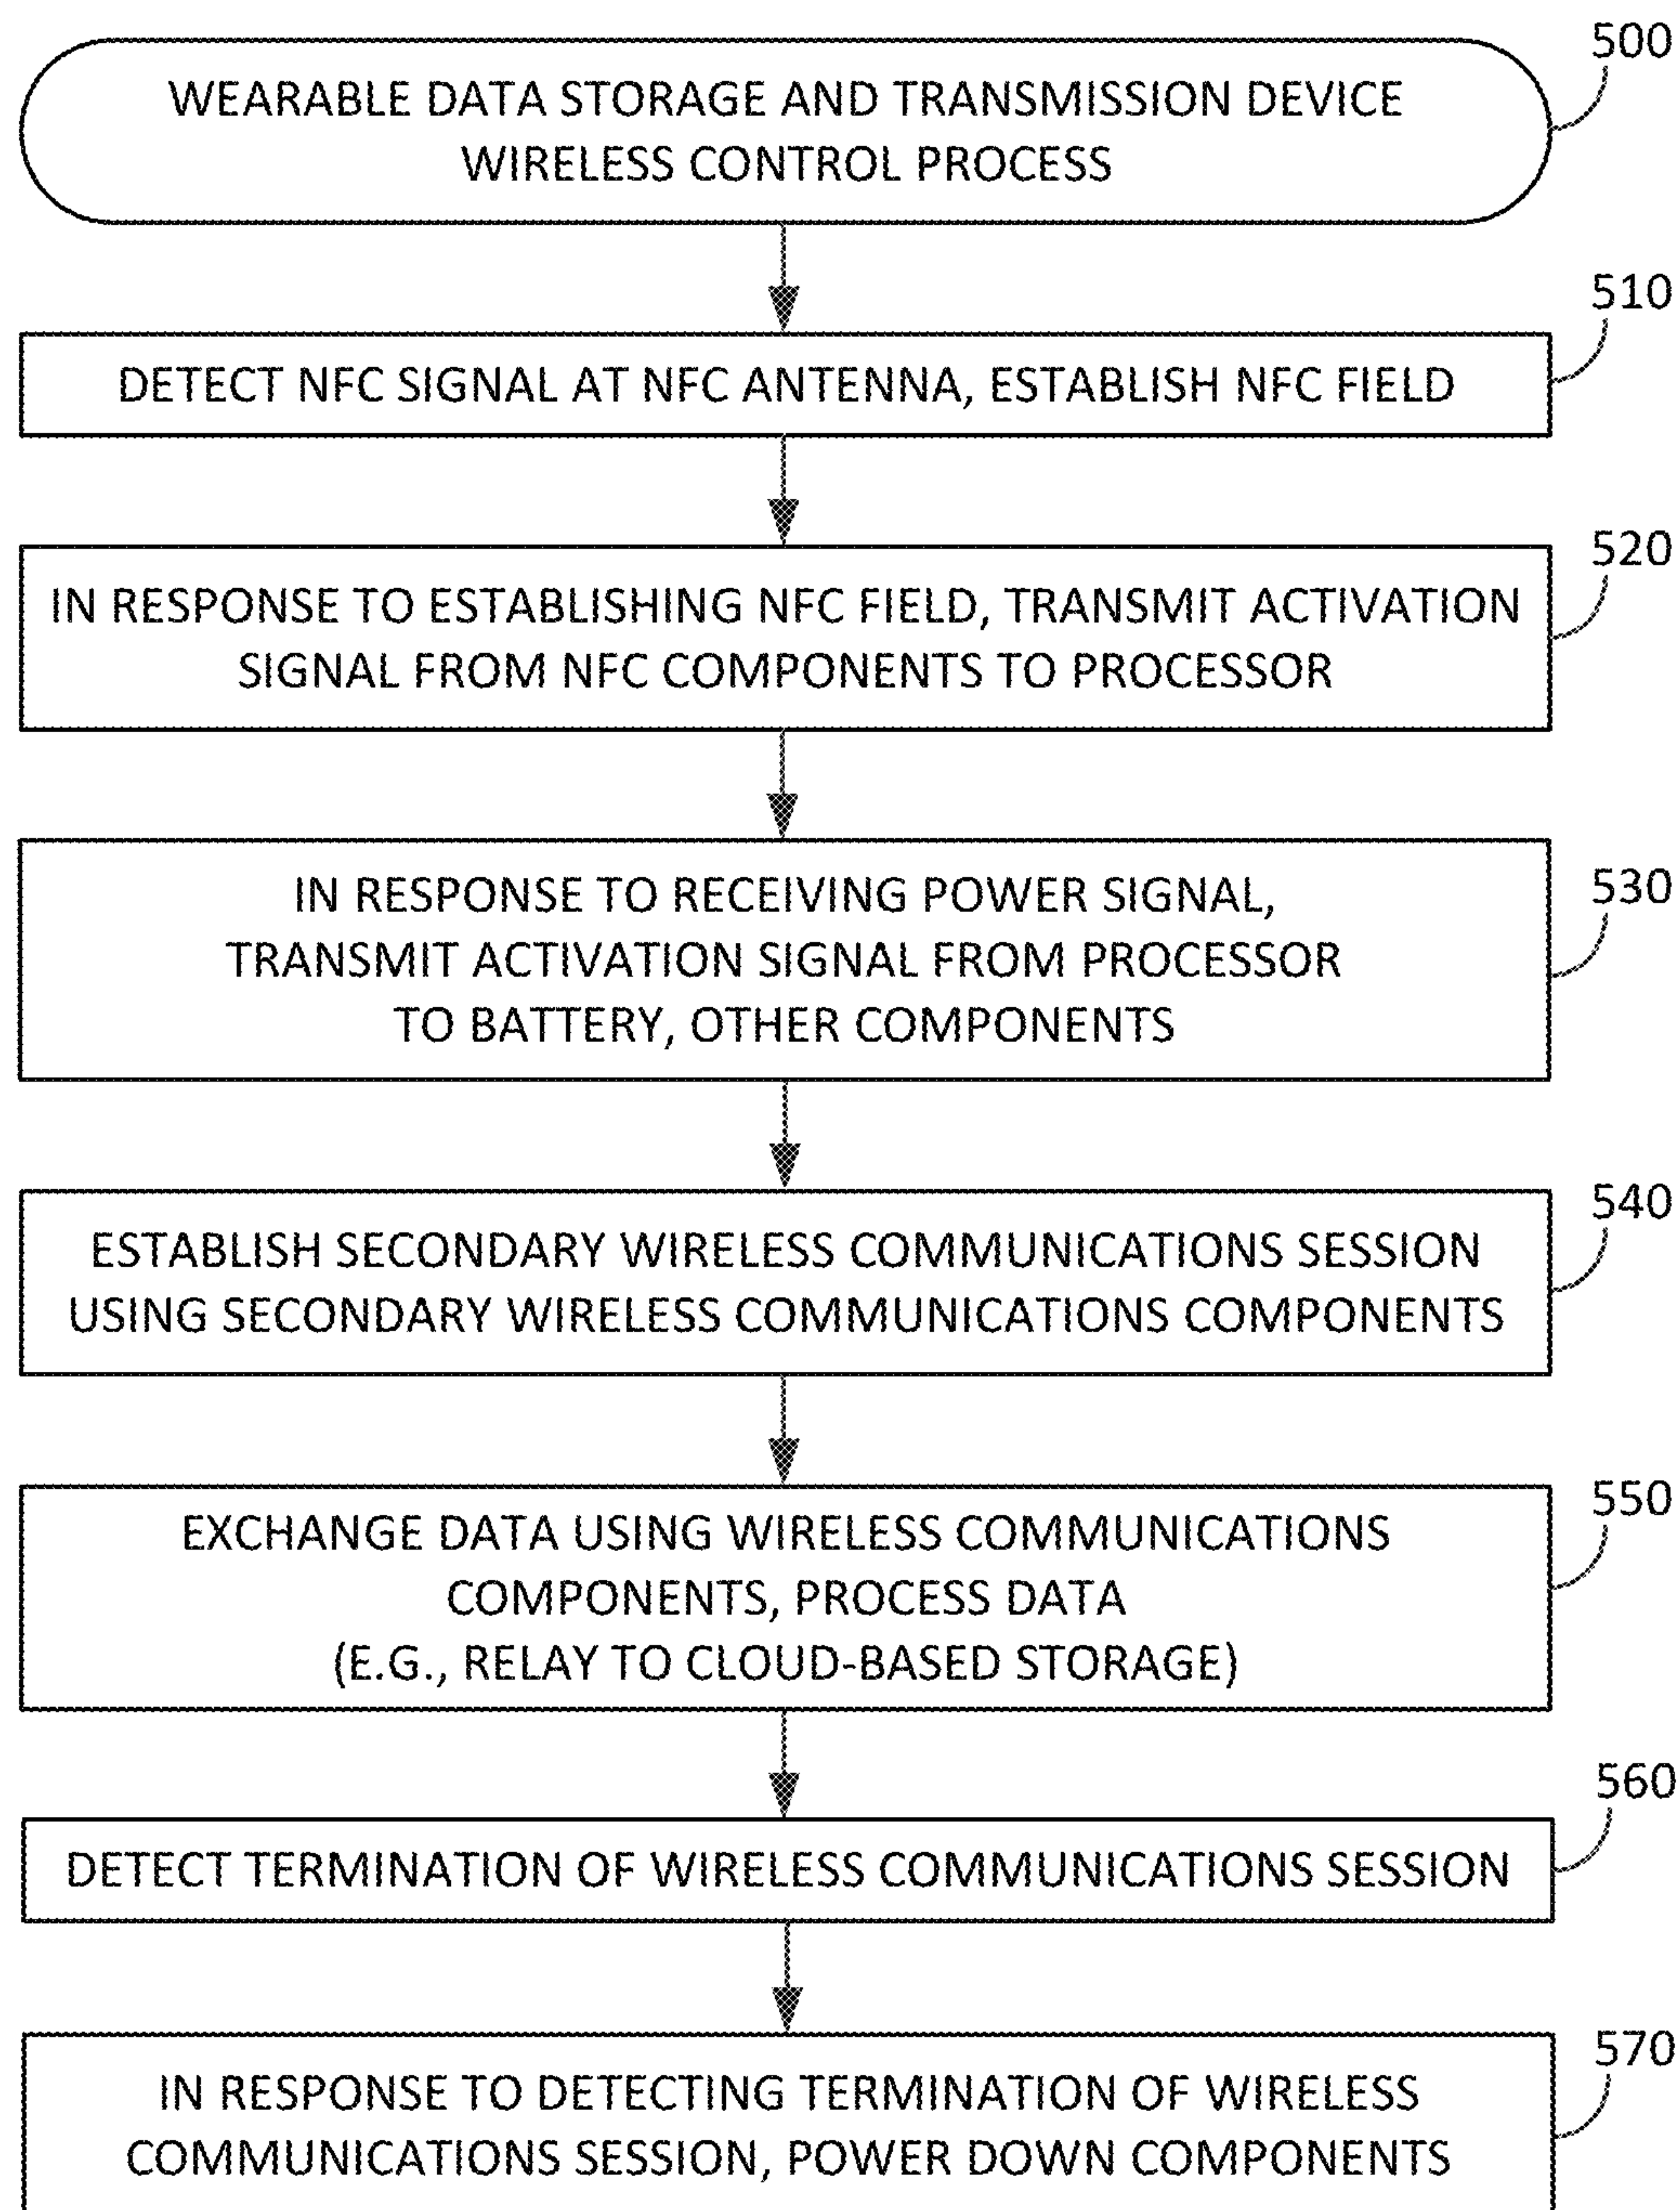 500
WEARABLE DATA STORAGE AND TRANSMISSION DEVICE
WIRELESS CONTROL PROCESS
510
DETECT NFC SIGNAL AT NFC ANTENNA, ESTABLISH NFC FIELD
520
IN RESPONSE TO ESTABLISHING NFC FIELD, TRANSMIT ACTIVATION
SIGNAL FROM NFC COMPONENTS TO PROCESSOR
530
IN RESPONSE TO RECEIVING POWER SIGNAL,
TRANSMIT ACTIVATION SIGNAL FROM PROCESSOR
TO BATTERY, OTHER COMPONENTS
540
ESTABLISH SECONDARY WIRELESS COMMUNICATIONS SESSION
USING SECONDARY WIRELESS COMMUNICATIONS COMPONENTS
550
EXCHANGE DATA USING WIRELESS COMMUNICATIONS
COMPONENTS, PROCESS DATA
(E.G., RELAY TO CLOUD-BASED STORAGE)
560
DETECT TERMINATION OF WIRELESS COMMUNICATIONS SESSION
570
IN RESPONSE TO DETECTING TERMINATION OF WIRELESS
COMMUNICATIONS SESSION, POWER DOWN COMPONENTS